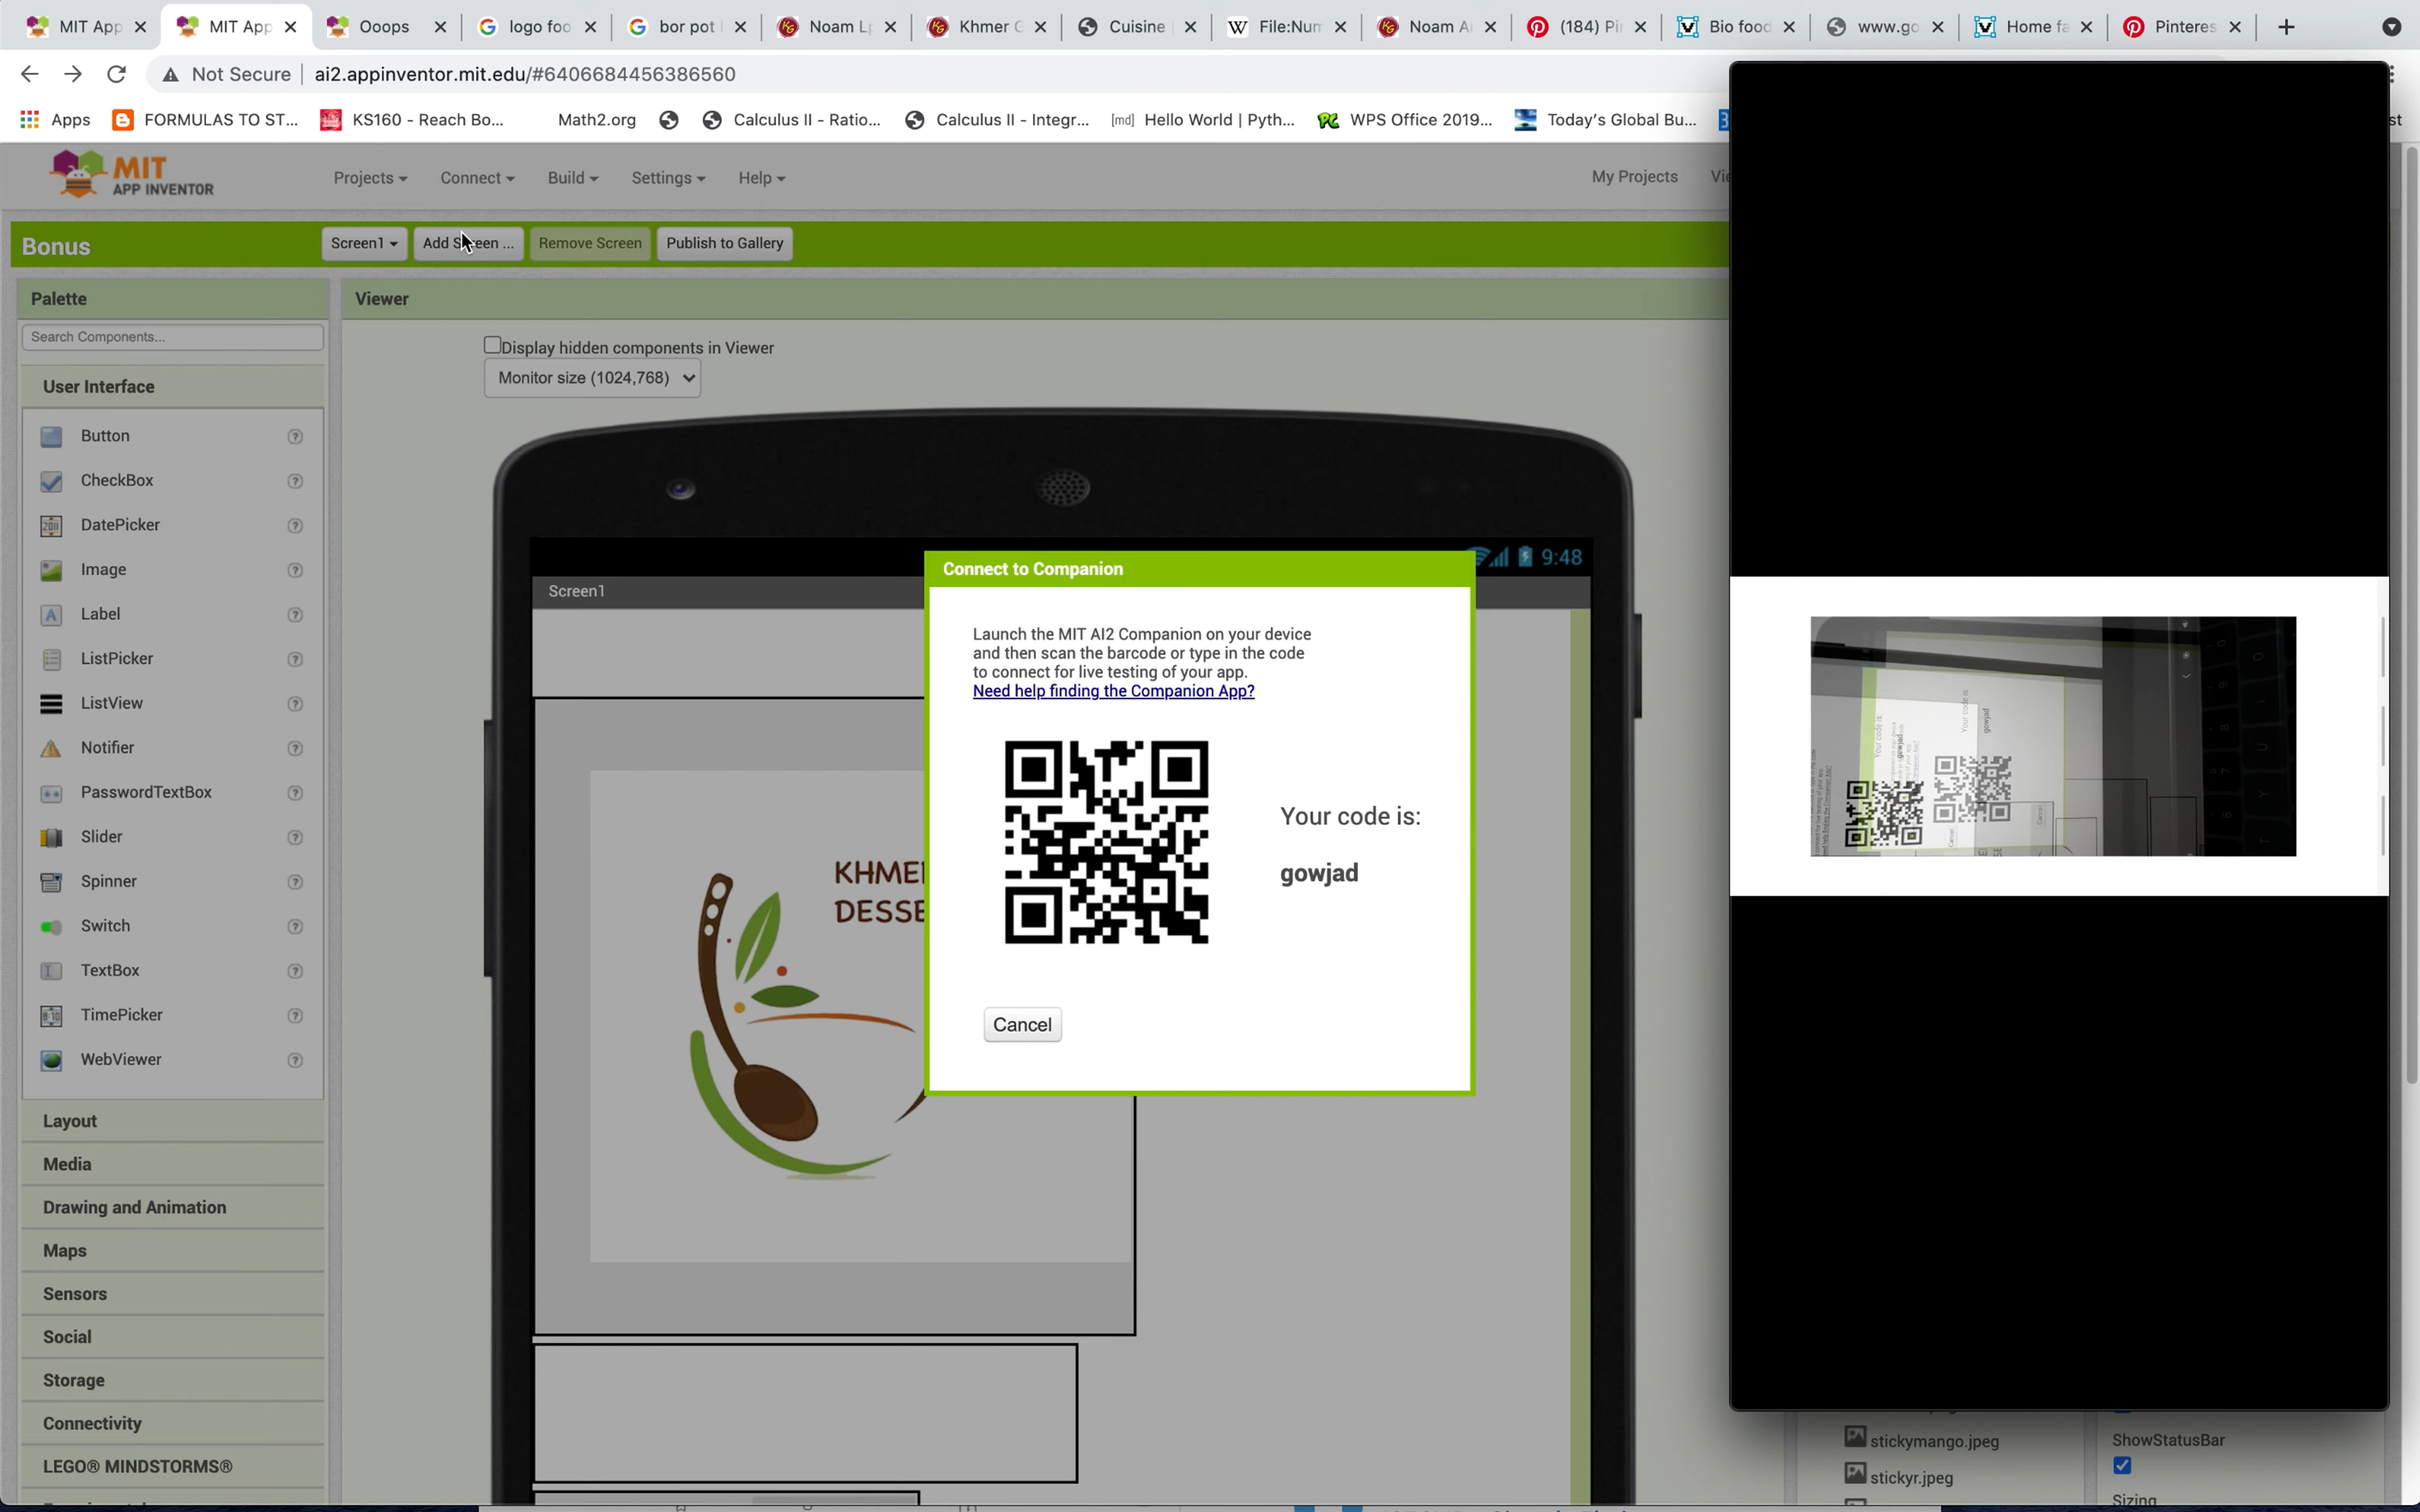 MIT App
MIT App
Ooops
logo foo
bor pot
Noam L
Khmer
Cuisine
File:Num
Noam A
(184) Pi
Bio food
www.go
Home fa
Pinteres
Not Secure
ai2.appinventor.mit.edu/#6406684456386560
Apps
FORMULAS TO ST...
KS160 - Reach Bo...
Math2.org
Calculus II - Ratio...
Calculus II - Integr...
[md] Hello World | Pyth...
WPS Office 2019...
Today's Global Bu...
st
MIT
APP INVENTOR
Projects
Connect
Build
Settings
Help
My Projects
Bonus
Screen1
Add Screen ...
Remove Screen
Publish to Gallery
Palette
Viewer
Search Components...
Display hidden components in Viewer
Monitor size (1024,768)
User Interface
Button
CheckBox
DatePicker
Image
Label
ListPicker
ListView
Notifier
PasswordTextBox
Slider
Spinner
Switch
TextBox
TimePicker
WebViewer
Layout
Media
Drawing and Animation
Maps
Sensors
Social
Storage
Connectivity
LEGO® MINDSTORMS®
9:48
Screen1
KHME
DESSE
Connect to Companion
Launch the MIT AI2 Companion on your device
and then scan the barcode or type in the code
to connect for live testing of your app.
Need help finding the Companion App?
Your code is:
gowjad
Cancel
Your code is:
gowjad
stickymango.jpeg
stickyr.jpeg
ShowStatusBar
Sizing